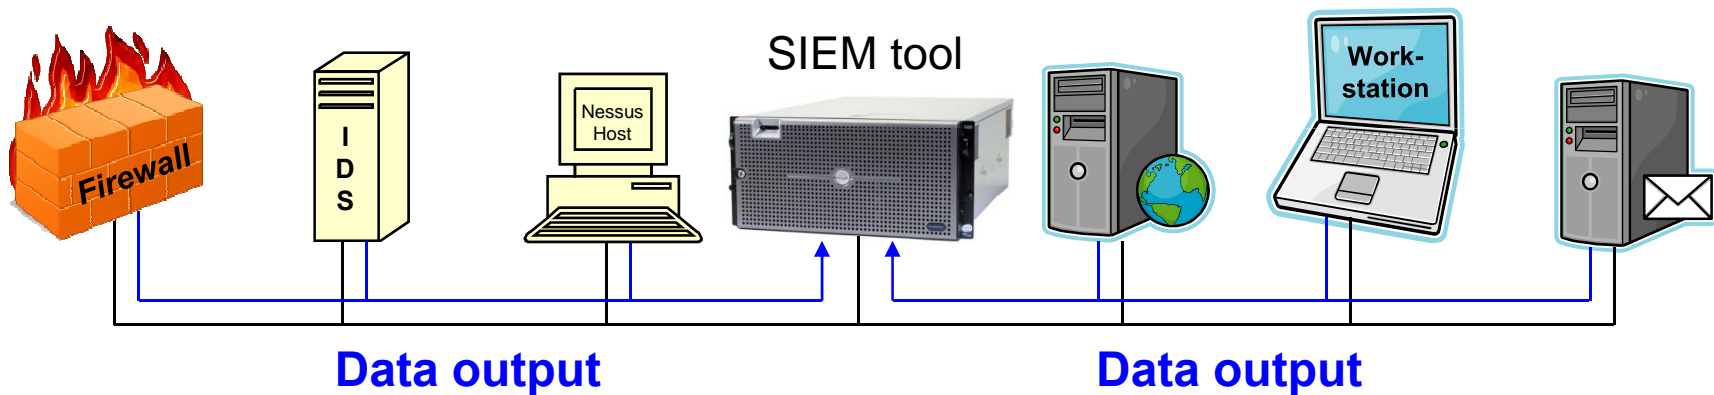 SIEM tool
Firewall
I
D
S
Nessus
Host
Work-
station
Data output
Data output